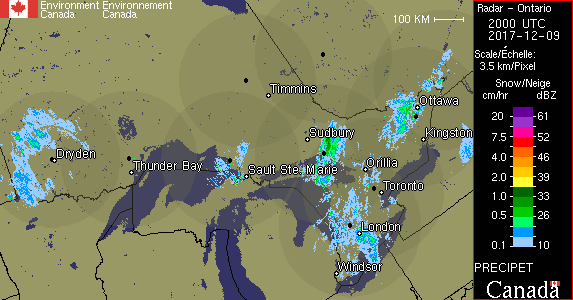 Environment Environnement
Canada Canada
100 KM
Timmins
Ottawa
Sudbury
Kingston
Dryden
Thunder Bay
Sault Ste. Marie
Orillia
Toronto
London
Windsor
Radar - Ontario
2000 UTC
2017-12-09
Scale/Échelle:
3.5 km/Pixel
Snow/Neige
cm/hr dBZ
20 61
7.5 52
4.0 46
2.0 39
1.0 33
0.5 26
0.1 10
PRECIPET
Canada